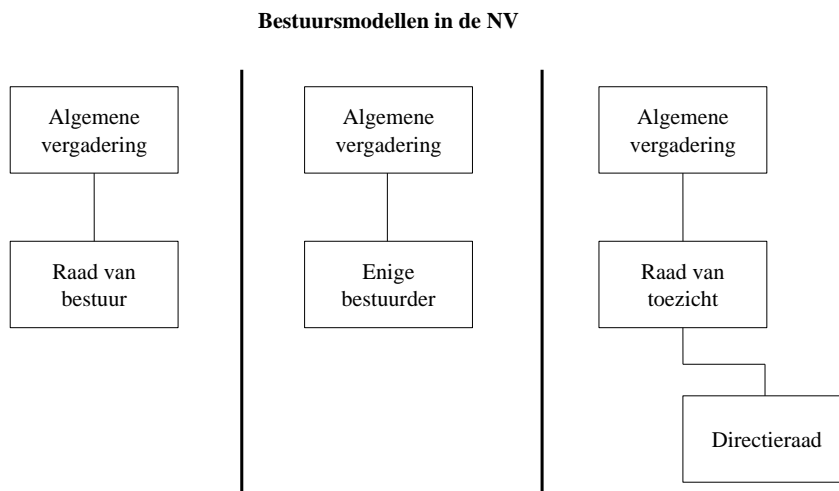 Bestuursmodellen in de NV
Algemene
vergadering
Raad van
bestuur
Algemene
vergadering
Enige
bestuurder
Algemene
vergadering
Raad van
toezicht
Directieraad